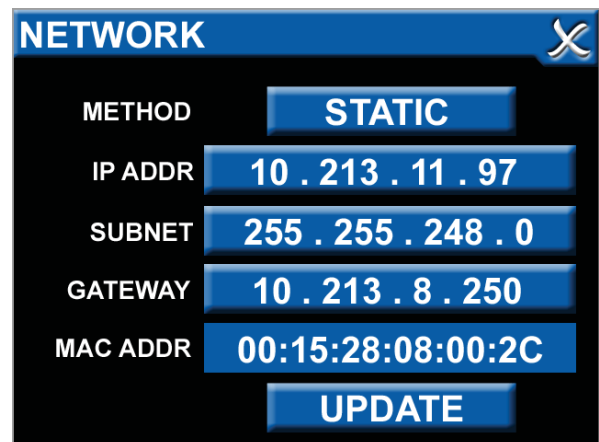 NETWORK
METHOD STATIC
IP ADDR 10 . 213 . 11 . 97
SUBNET 255 . 255 . 248 . 0
GATEWAY 10 . 213 . 8 . 250
MAC ADDR 00:15:28:08:00:2C
UPDATE